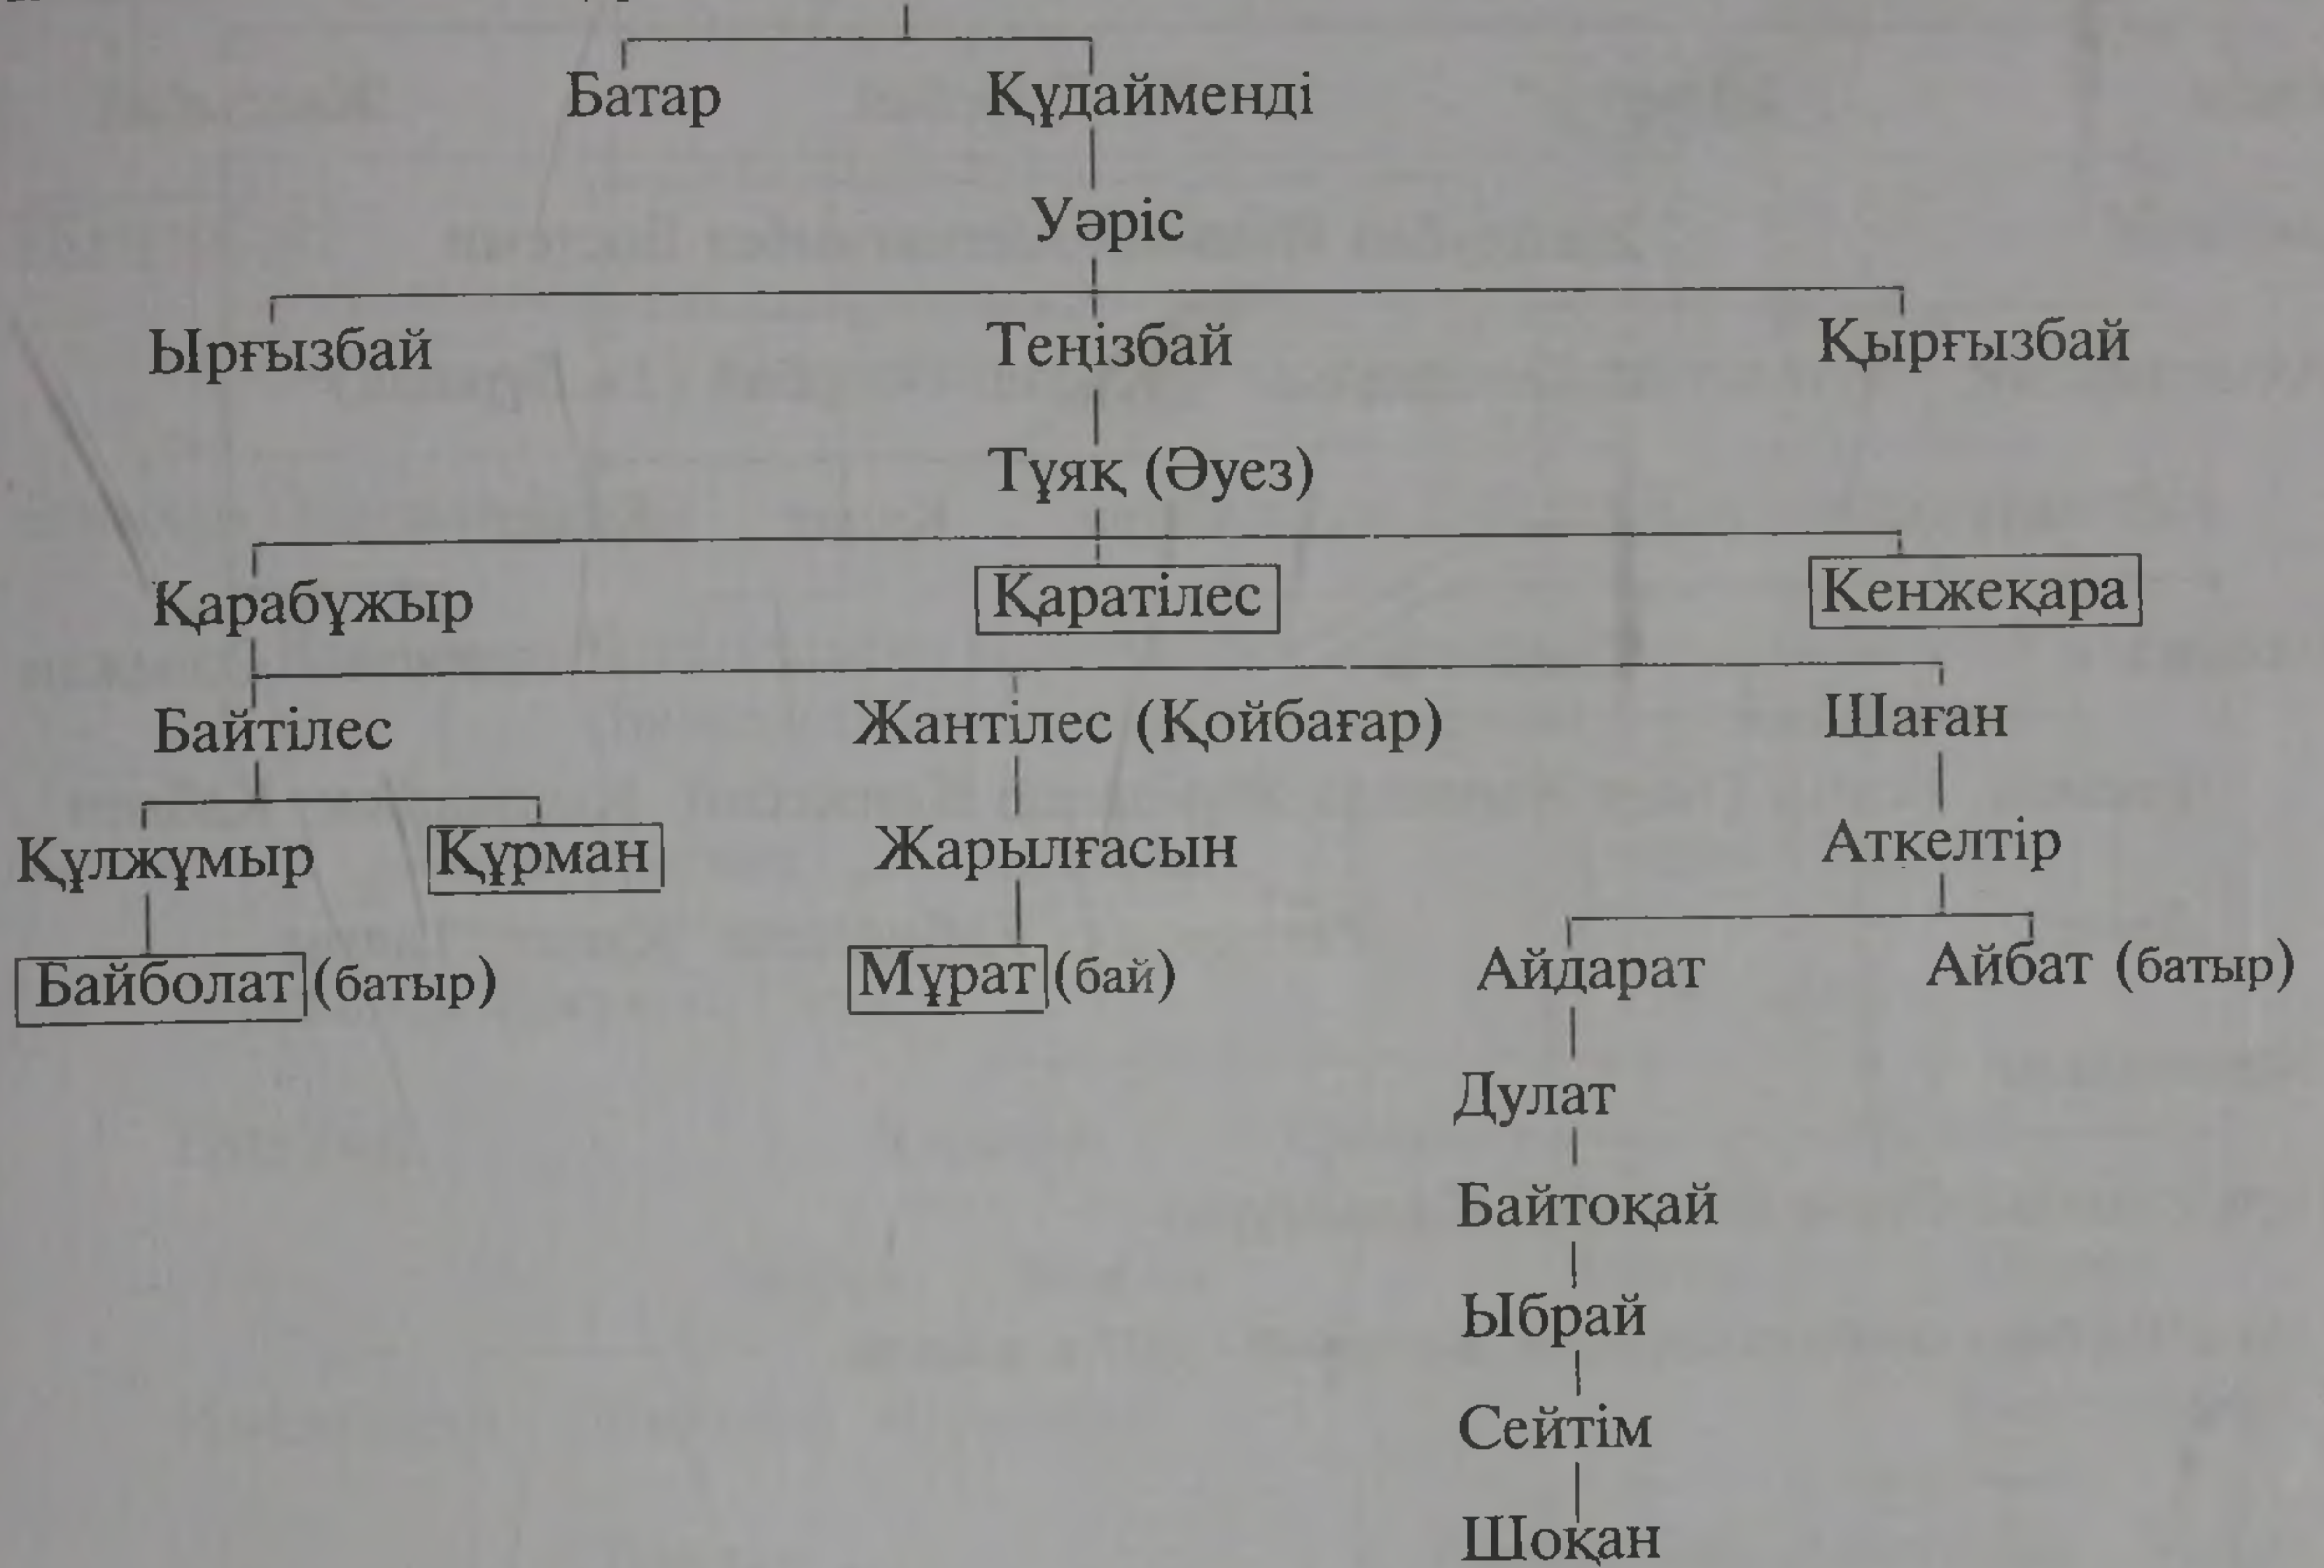 Батар Құдайменді
Уәріс
Ырғызбай Теңізбай Қырғызбай
Тұяқ (Әуез)
Қарабұжыр Қаратілес Кенжеқара
Байтілес Жантілес (Қойбағар) Шаған
Құлжұмыр Құрман Жарылғасын Аткелтір
Байболат (батыр) Мұрат (бай) Айдарат Айбат (батыр)
Дулат
Байтоқай
Ыбрай
Сейтім
Шоқан